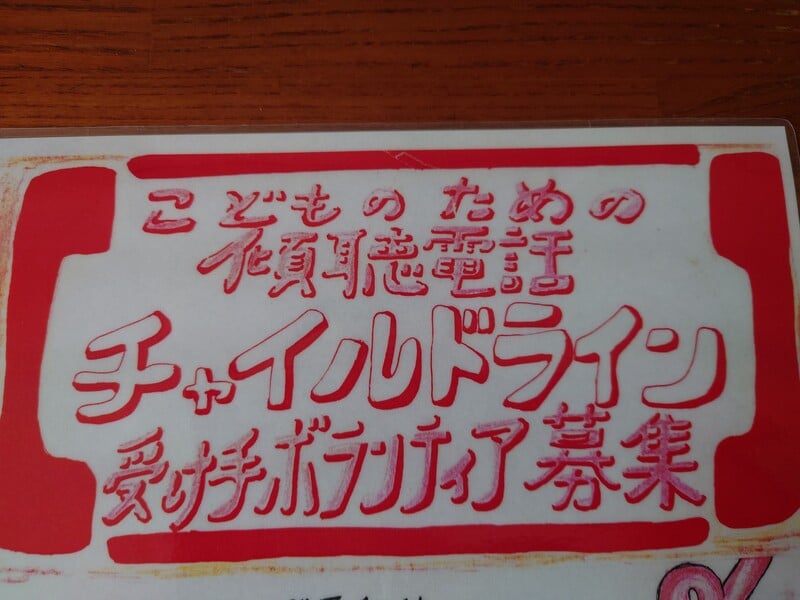 こどものための
傾聴電話
チャイルドライン
受け手ボランティア募集